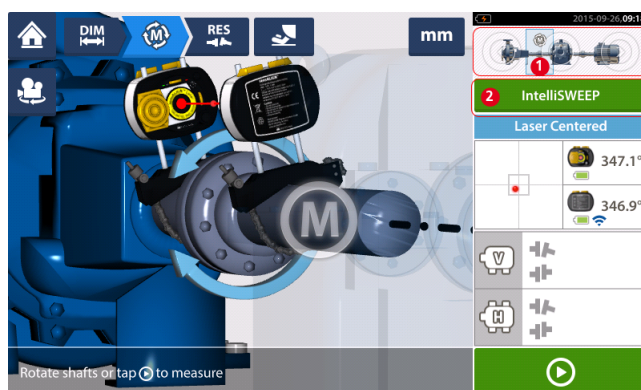 DIM
M
RES
mm
2015-09-26, 09:18
M
1
2 IntelliSWEEP
Laser Centered
347.1°
346.9°
M
V
H
Rotate shafts or tap to measure